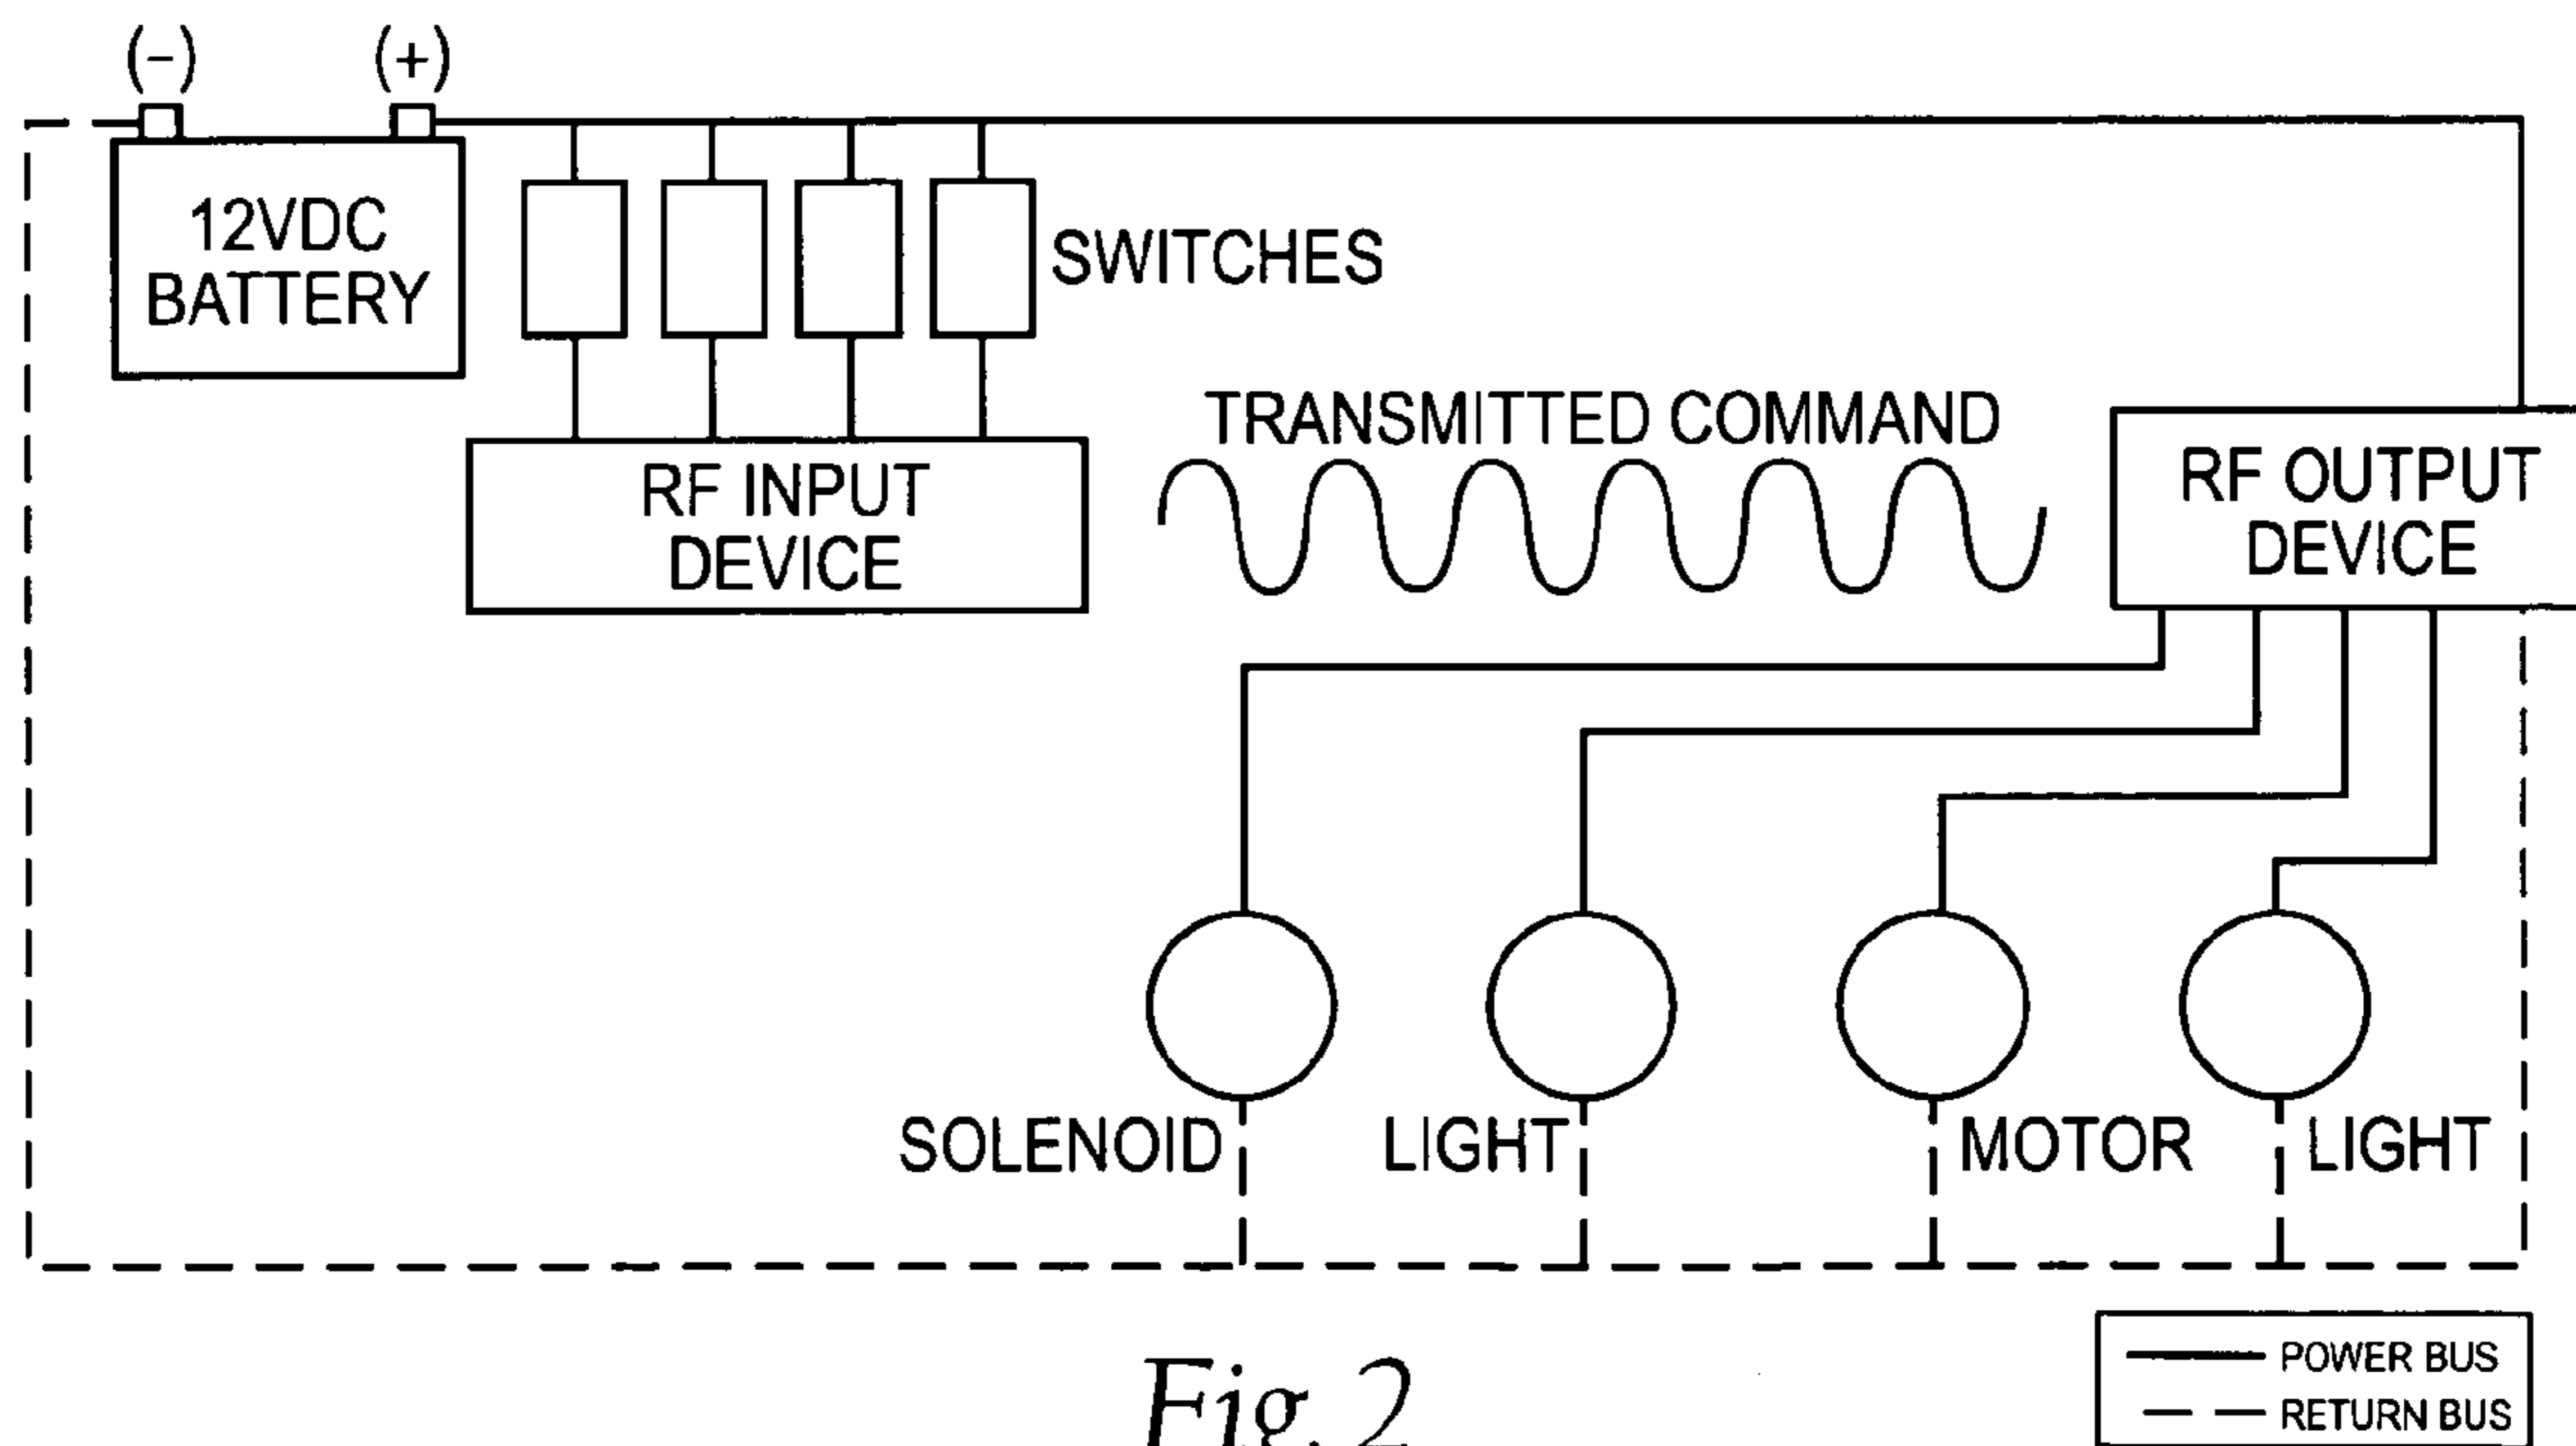 (-)
(+)
12VDC
BATTERY
SWITCHES
TRANSMITTED COMMAND
RF INPUT
DEVICE
RF OUTPUT
DEVICE
SOLENOID
LIGHT
MOTOR
LIGHT
POWER BUS
RETURN BUS
Fig. 2